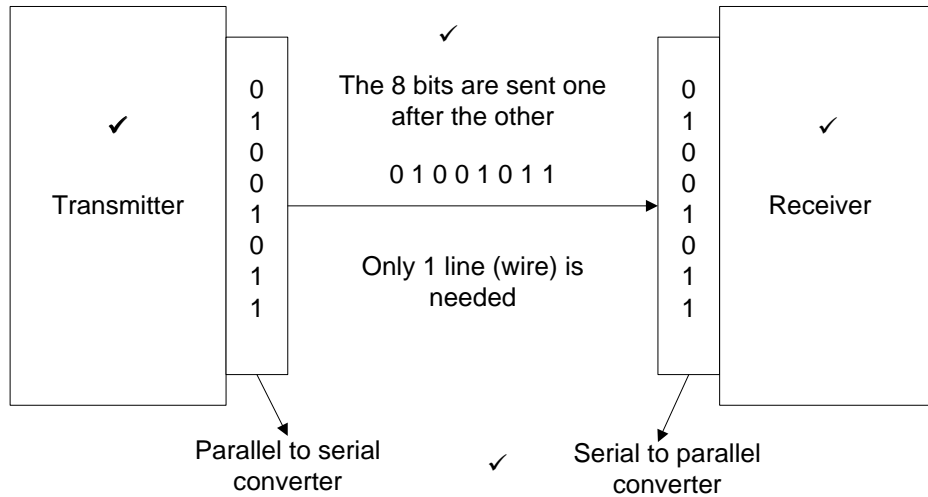 ✓
The 8 bits are sent one
after the other
✓
✓
0
1
0
0
1
0
1
1
0
1
0
0
1
0
1
1
0 1 0 0 1 0 1 1
Transmitter
Receiver
Only 1 line (wire) is
needed
Parallel to serial
converter
✓
Serial to parallel
converter